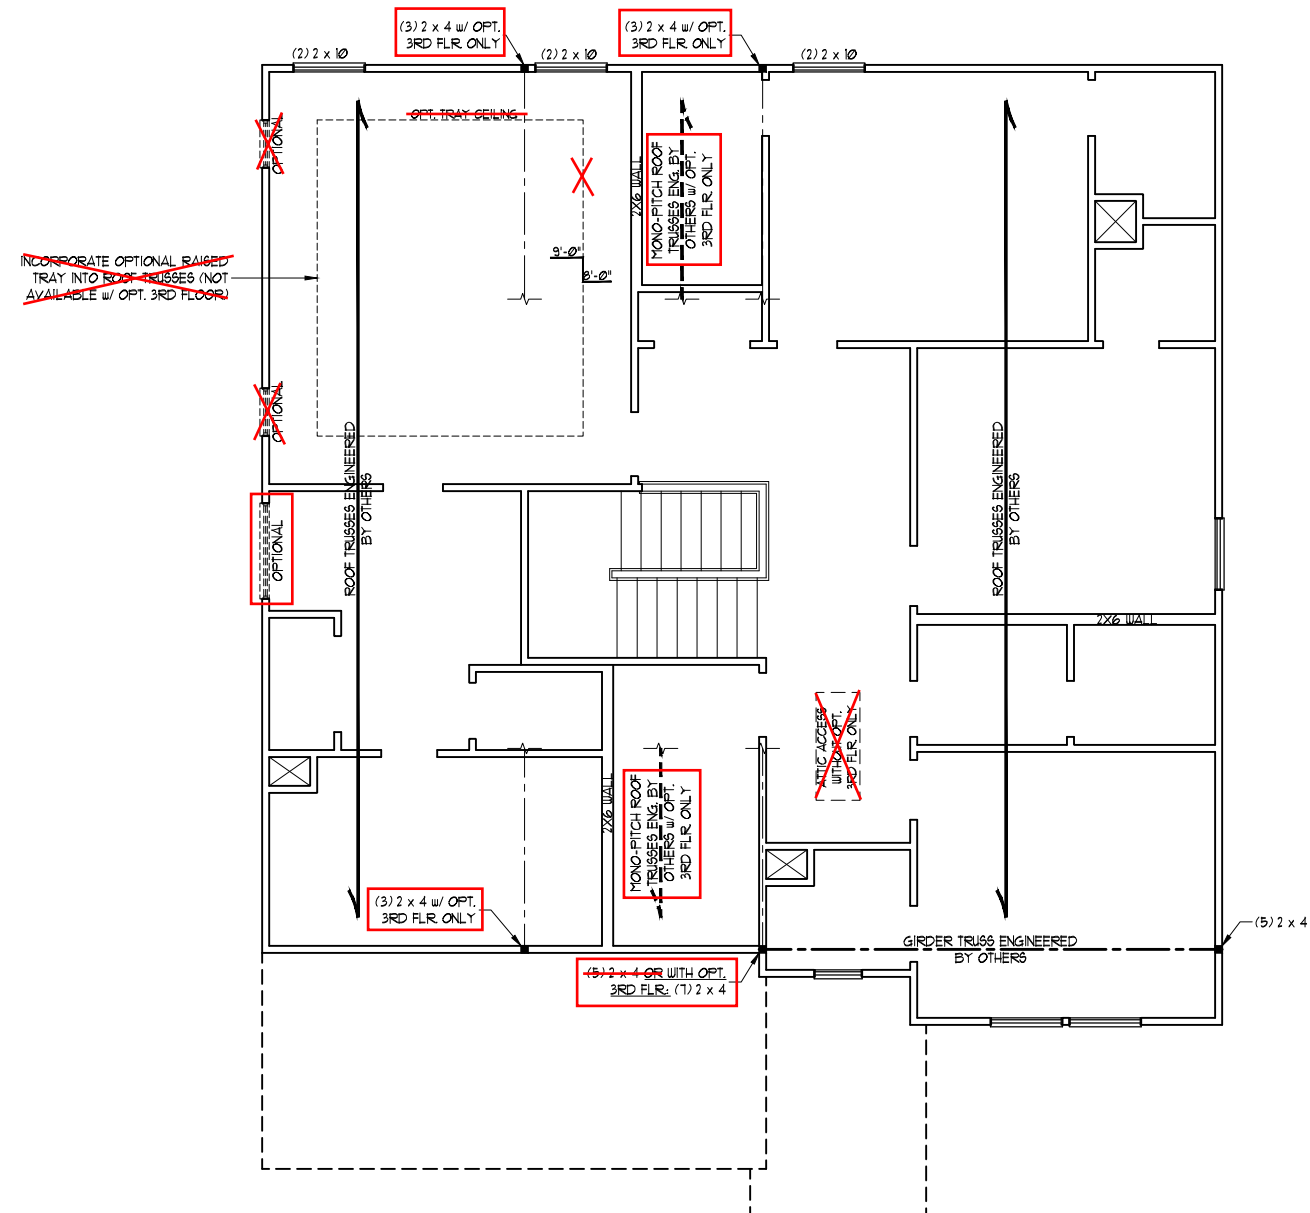 (3) 2 x 4 w/ OPT.
3RD FLR. ONLY
(3) 2 x 4 w/ OPT.
3RD FLR. ONLY
(2) 2 x 10
(2) 2 x 10
(2) 2 x 10
OPT. TRAY CEILING
OPTIONAL
2X6 WALL
MONO-PITCH ROOF
TRUSSES ENG. BY
OTHERS w/ OPT.
3RD FLR. ONLY
INCORPORATE OPTIONAL RAISED
TRAY INTO ROOF TRUSSES (NOT
AVAILABLE w/ OPT. 3RD FLOOR.)
9'-0"
8'-0"
OPTIONAL
ROOF TRUSSES ENGINEERED
BY OTHERS
ROOF TRUSSES ENGINEERED
BY OTHERS
OPTIONAL
2X6 WALL
ATTIC ACCESS
WITHOUT OPT.
3RD FLR. ONLY
2X6 WALL
MONO-PITCH ROOF
TRUSSES ENG. BY
OTHERS w/ OPT.
3RD FLR. ONLY
(3) 2 x 4 w/ OPT.
3RD FLR. ONLY
(5) 2 x 4
GIRDER TRUSS ENGINEERED
BY OTHERS
(5) 2 x 4 OR WITH OPT.
3RD FLR.: (7) 2 x 4